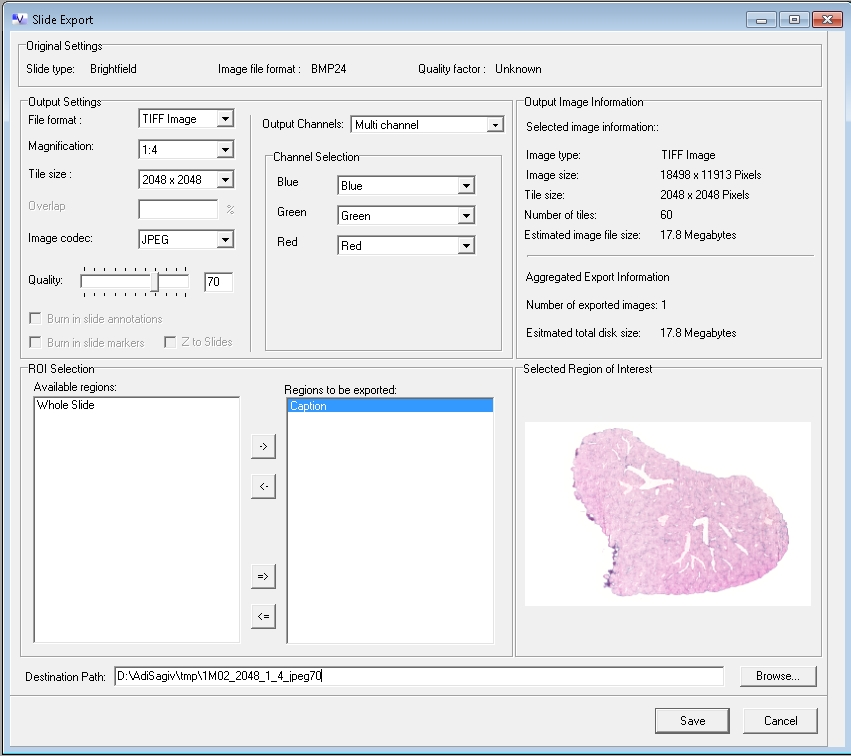 Slide Export
Original Settings
Slide type: Brightfield Image file format : BMP24 Quality factor : Unknown
Output Settings
File format : TIFF Image
Magnification: 1:4
Tile size : 2048 x 2048
Overlap %
Image codec: JPEG
Quality: 70
Burn in slide annotations
Burn in slide markers Z to Slides
Output Channels: Multi channel
Channel Selection
Blue Blue
Green Green
Red Red
Output Image Information
Selected image information::
Image type: TIFF Image
Image size: 18498 x 11913 Pixels
Tile size: 2048 x 2048 Pixels
Number of tiles: 60
Estimated image file size: 17.8 Megabytes
Aggregated Export Information
Number of exported images: 1
Esitmated total disk size: 17.8 Megabytes
ROI Selection
Available regions:
Whole Slide
->
<-
=>
<=
Regions to be exported:
Caption
Selected Region of Interest
Destination Path: D:\AdiSagiv\tmp\1M02_2048_1_4_jpeg70 Browse...
Save Cancel